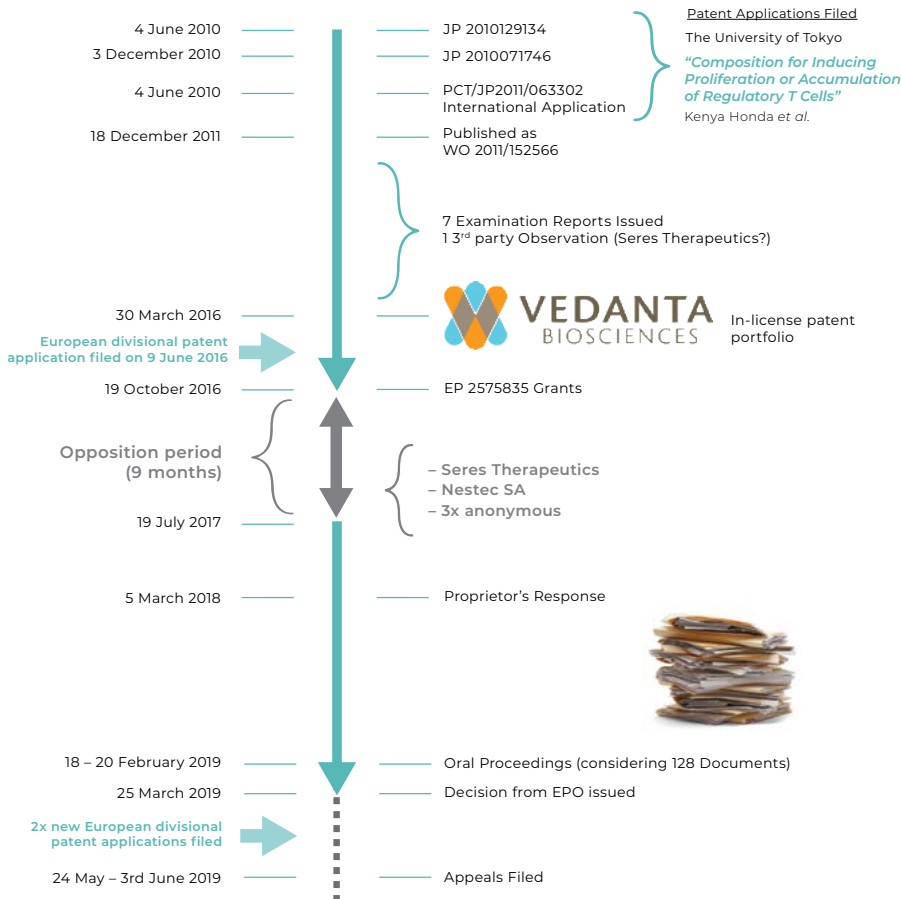 4 June 2010
JP 2010129134
3 December 2010
JP 2010071746
4 June 2010
PCT/JP2011/063302
International Application
Patent Applications Filed
The University of Tokyo
“Composition for Inducing
Proliferation or Accumulation
of Regulatory T Cells”
Kenya Honda et al.
18 December 2011
Published as
WO 2011/152566
7 Examination Reports Issued
1 3rd party Observation (Seres Therapeutics?)
30 March 2016
VEDANTA
BIOSCIENCES
In-license patent
portfolio
European divisional patent
application filed on 9 June 2016
19 October 2016
EP 2575835 Grants
Opposition period
(9 months)
– Seres Therapeutics
– Nestec SA
– 3x anonymous
19 July 2017
5 March 2018
Proprietor’s Response
18 – 20 February 2019
Oral Proceedings (considering 128 Documents)
25 March 2019
Decision from EPO issued
2x new European divisional
patent applications filed
24 May – 3rd June 2019
Appeals Filed